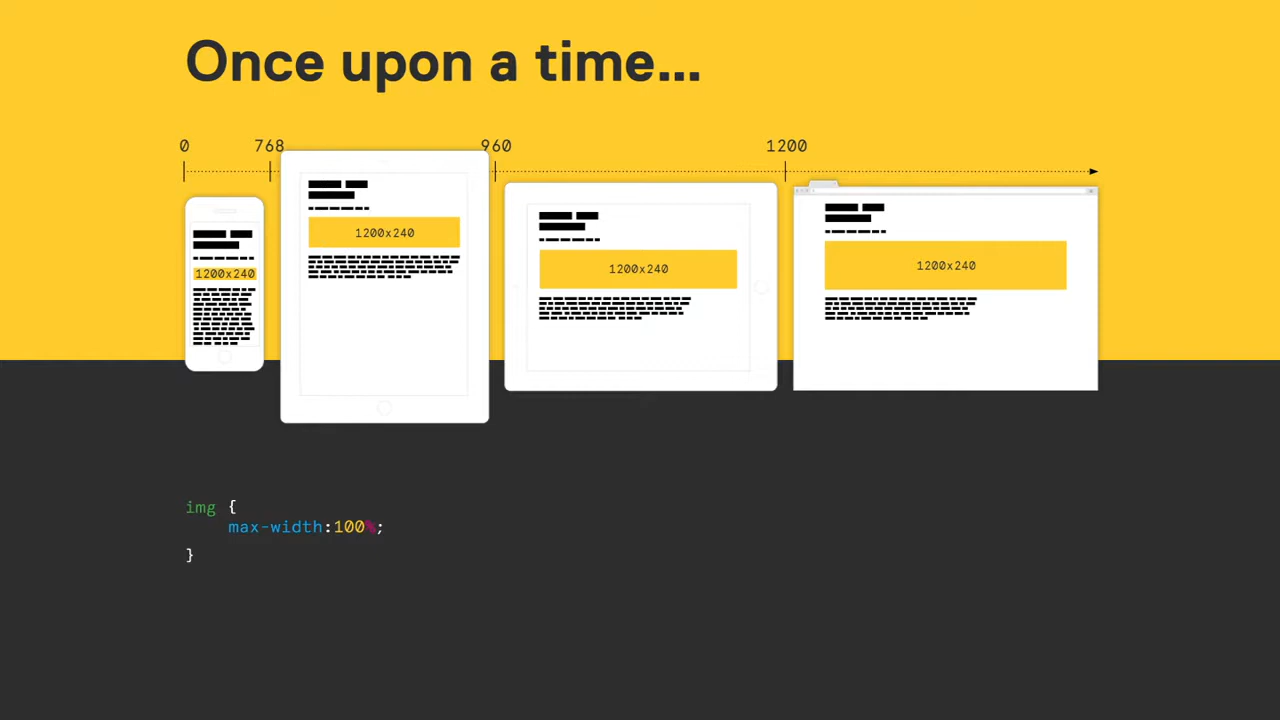 Once upon a time...
0 768 960 1200
1200x240
1200x240
1200x240
1200x240
img {
max-width:100%;
}